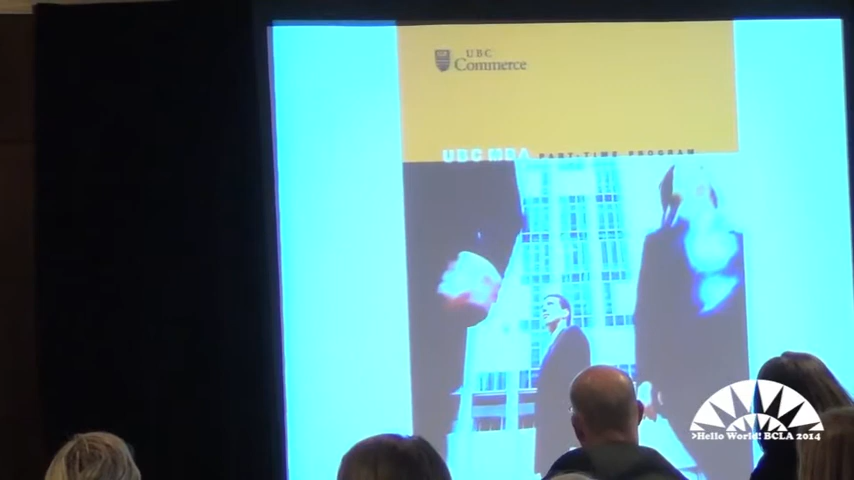 UBC
Commerce
UBC MBA PART-TIME PROGRAM
>Hello World! BCLA 2014